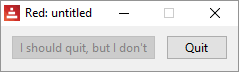 Red: untitled
I should quit, but I don't
Quit